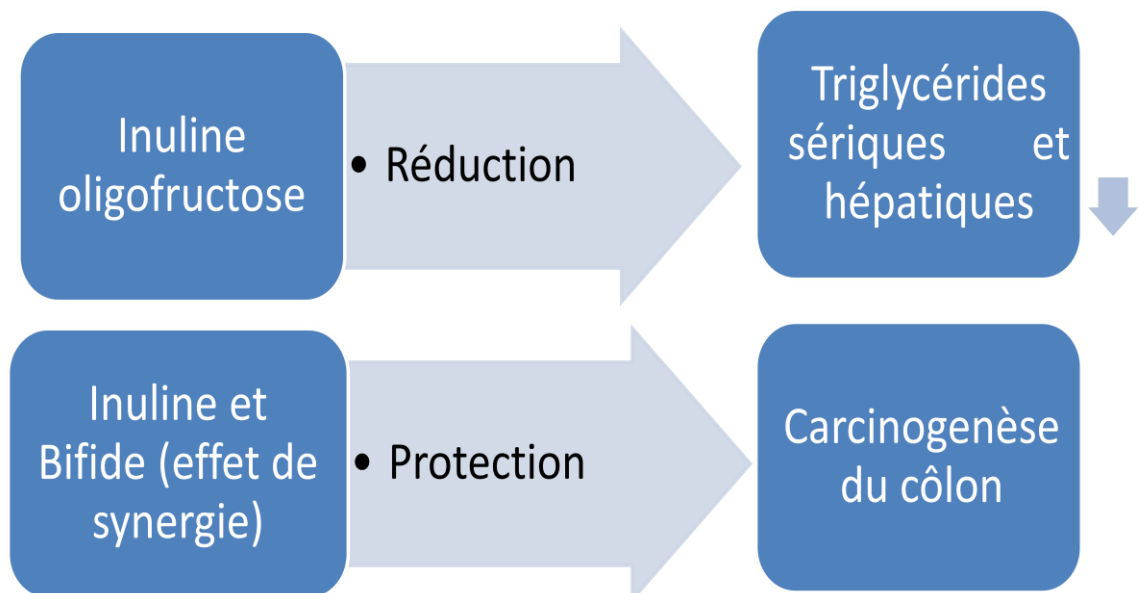 Inuline
oligofructose
• Réduction
Triglycérides
sériques et
hépatiques
Inuline et
Bifide (effet de
synergie)
• Protection
Carcinogenèse
du côlon